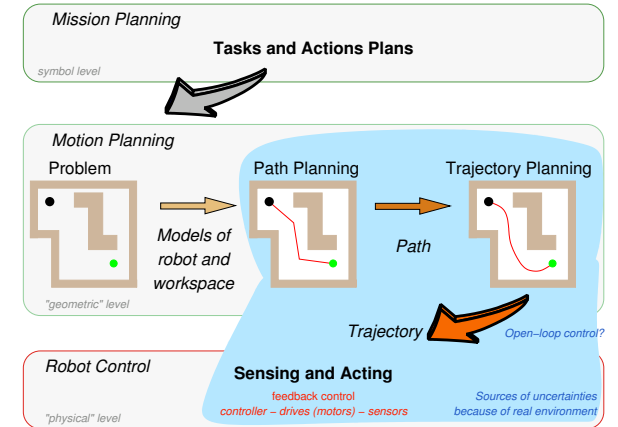 Mission Planning
Tasks and Actions Plans
symbol level
Motion Planning
Problem
Path Planning
Trajectory Planning
Models of
robot and
workspace
Path
"geometric" level
Trajectory
Open−loop control?
Robot Control
Sensing and Acting
feedback control
controller − drives (motors) − sensors
Sources of uncertainties
because of real environment
"physical" level